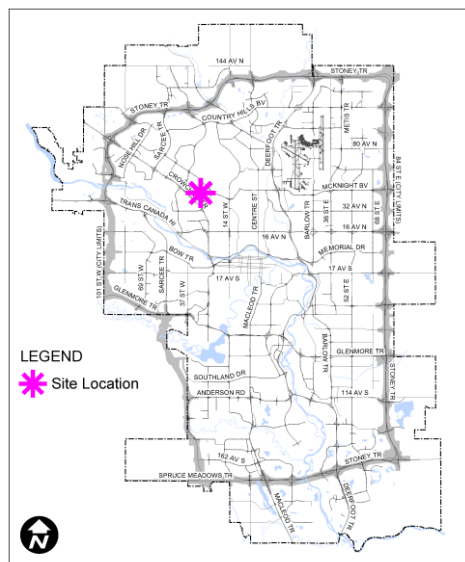 144 AV N
STONEY TR
STONEY TR
COUNTRY HILLS BV
METIS TR
DEERFOOT TR
SARCEE TR
NOSE HILL DR
80 AV N
84 ST E (CITY LIMITS)
MCKNIGHT BV
TRANS CANADA HI
14 ST W
CENTRE ST
BARLOW TR
36 ST E
32 AV N
68 ST E
16 AV N
16 AV N
MEMORIAL DR
BOW TR
17 AV S
17 AV S
101 ST W (CITY LIMITS)
69 ST W
SARCEE TR
37 ST W
52 ST E
GLENMORE TR
MACLEOD TR
LEGEND
Site Location
BARLOW TR
GLENMORE TR
SOUTHLAND DR
ANDERSON RD
114 AV S
STONEY TR
162 AV S
STONEY TR
SPRUCE MEADOWS TR
MACLEOD TR
DEERFOOT TR
N